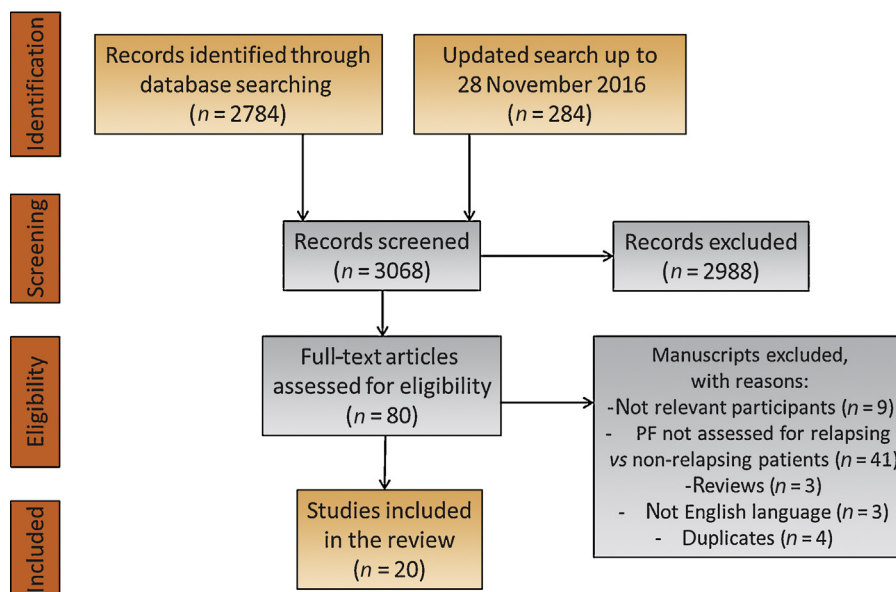 Identification
Records identified through
database searching
(n = 2784)
Updated search up to
28 November 2016
(n = 284)
Screening
Records screened
(n = 3068)
Records excluded
(n = 2988)
Eligibility
Full-text articles
assessed for eligibility
(n = 80)
Manuscripts excluded,
with reasons:
-Not relevant participants (n = 9)
- PF not assessed for relapsing
vs non-relapsing patients (n = 41)
-Reviews (n = 3)
- Not English language (n = 3)
- Duplicates (n = 4)
Included
Studies included
in the review
(n = 20)